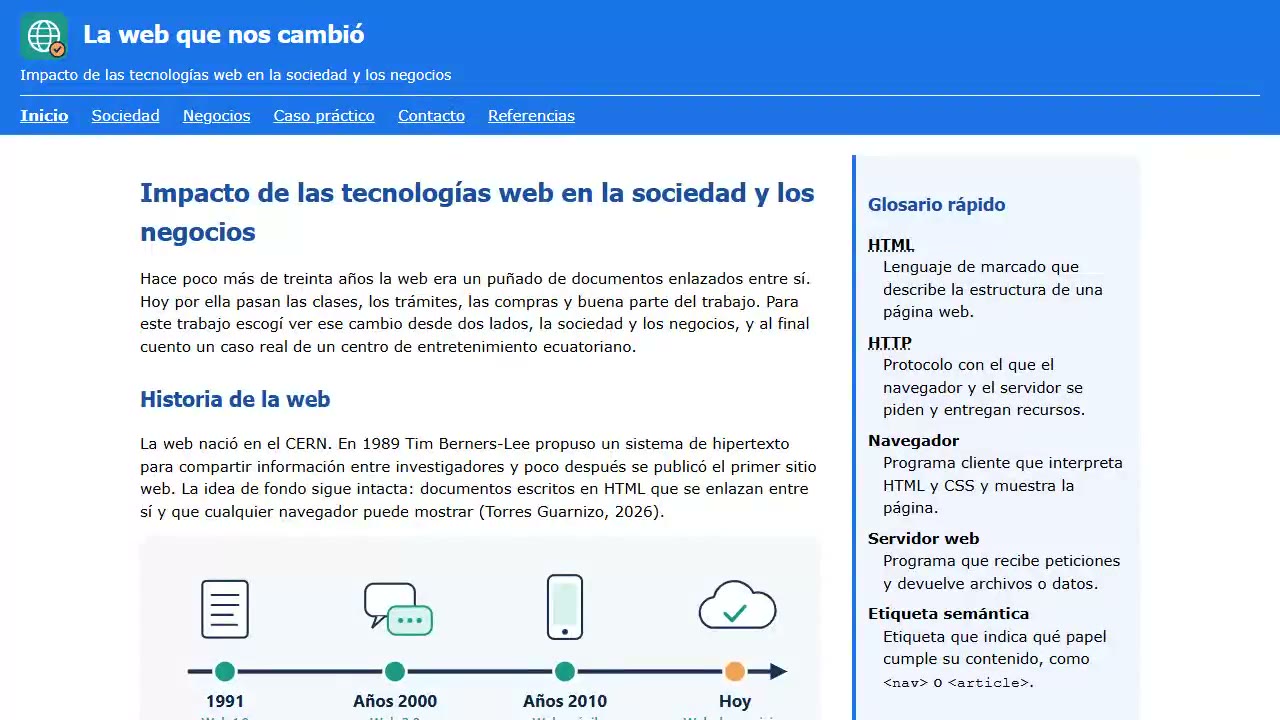 La web que nos cambió
Impacto de las tecnologías web en la sociedad y los negocios
Inicio Sociedad Negocios Caso práctico Contacto Referencias
Impacto de las tecnologías web en la sociedad y los
negocios
Hace poco más de treinta años la web era un puñado de documentos enlazados entre sí.
Hoy por ella pasan las clases, los trámites, las compras y buena parte del trabajo. Para
este trabajo escogí ver ese cambio desde dos lados, la sociedad y los negocios, y al final
cuento un caso real de un centro de entretenimiento ecuatoriano.
Historia de la web
La web nació en el CERN. En 1989 Tim Berners-Lee propuso un sistema de hipertexto
para compartir información entre investigadores y poco después se publicó el primer sitio
web. La idea de fondo sigue intacta: documentos escritos en HTML que se enlazan entre
sí y que cualquier navegador puede mostrar (Torres Guarnizo, 2026).
1991 Años 2000 Años 2010 Hoy
Glosario rápido
HTML
Lenguaje de marcado que
describe la estructura de una
página web.
HTTP
Protocolo con el que el
navegador y el servidor se
piden y entregan recursos.
Navegador
Programa cliente que interpreta
HTML y CSS y muestra la
página.
Servidor web
Programa que recibe peticiones
y devuelve archivos o datos.
Etiqueta semántica
Etiqueta que indica qué papel
cumple su contenido, como
<nav> o <article>.